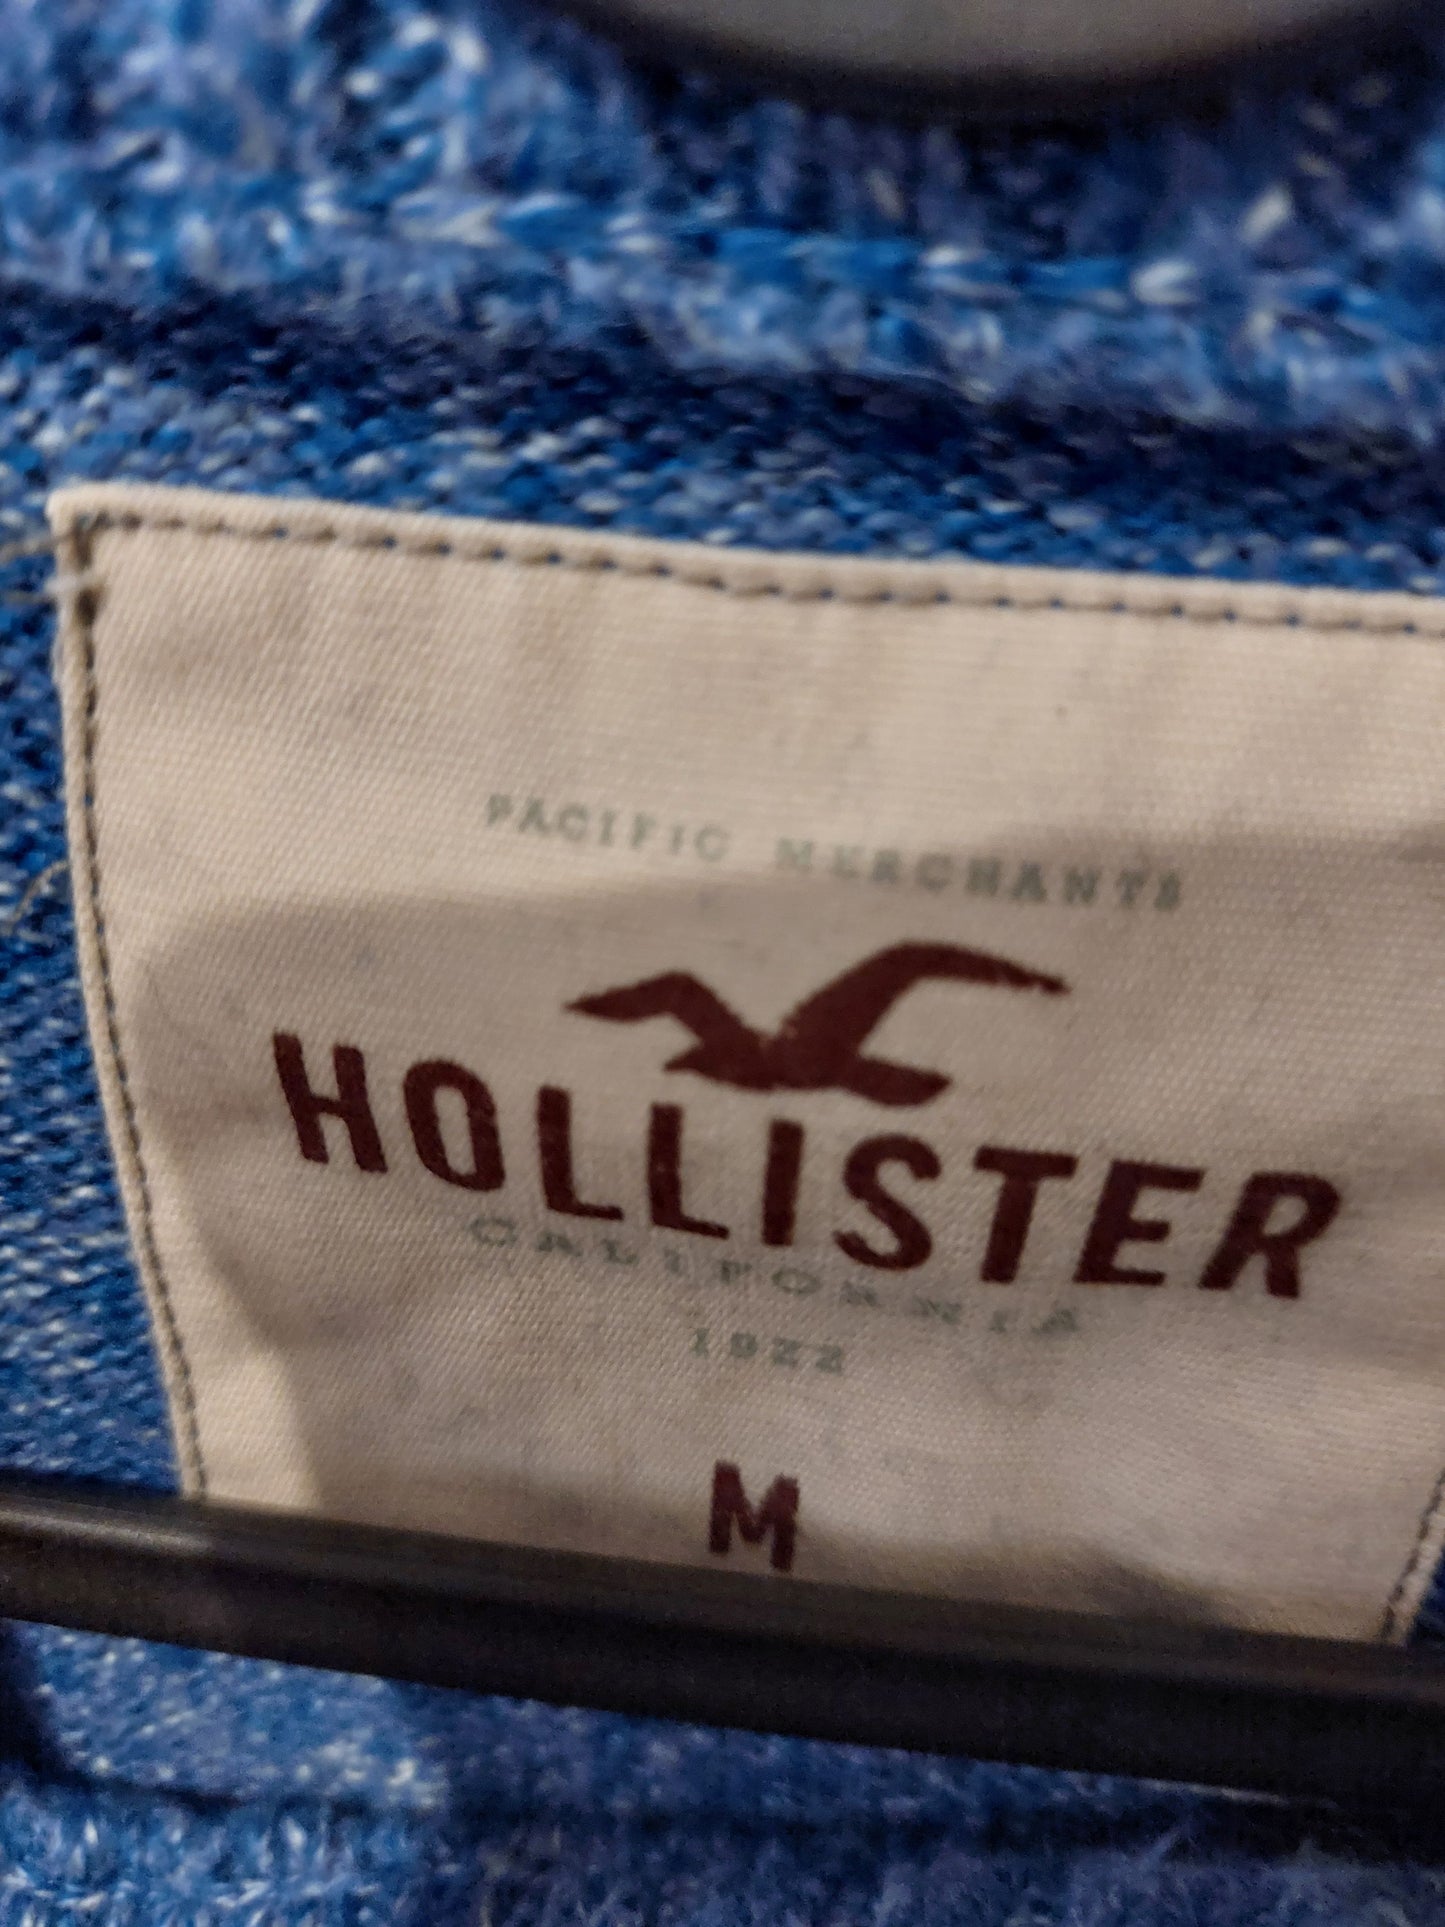 PACIFIC MERCHANTS
HOLLISTER
CALIFORNIA
1922
M